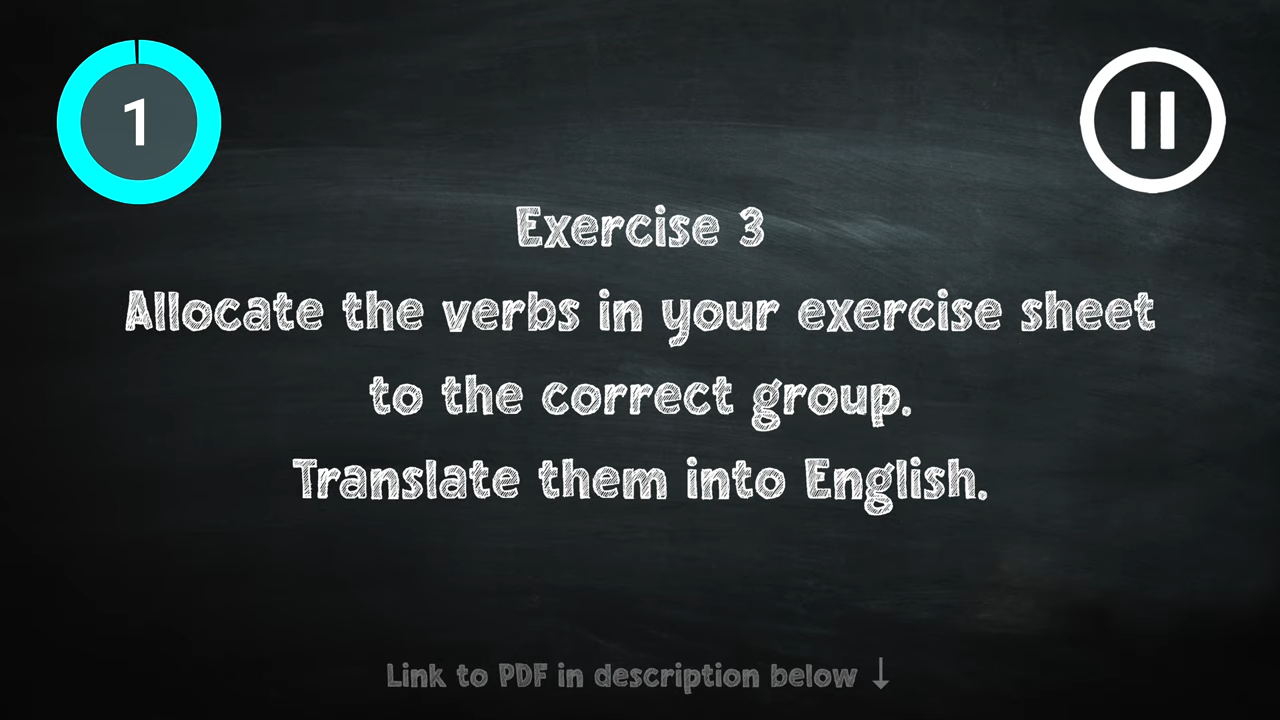 1
Exercise 3
Allocate the verbs in your exercise sheet
to the correct group.
Translate them into English.
Link to PDF in description below ↓